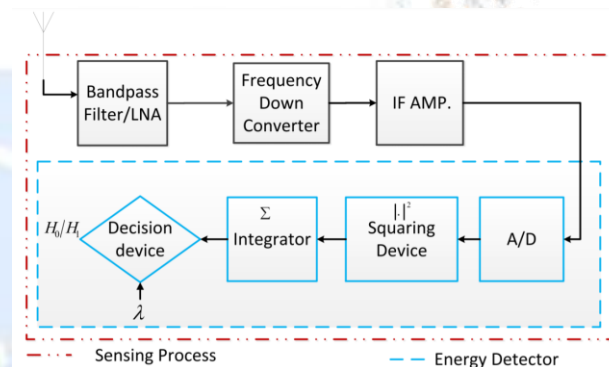 Bandpass
Filter/LNA
Frequency
Down
Converter
IF AMP.
H₀/H₁
Decision
device
λ
Σ
Integrator
|.|²
Squaring
Device
A/D
Sensing Process
Energy Detector